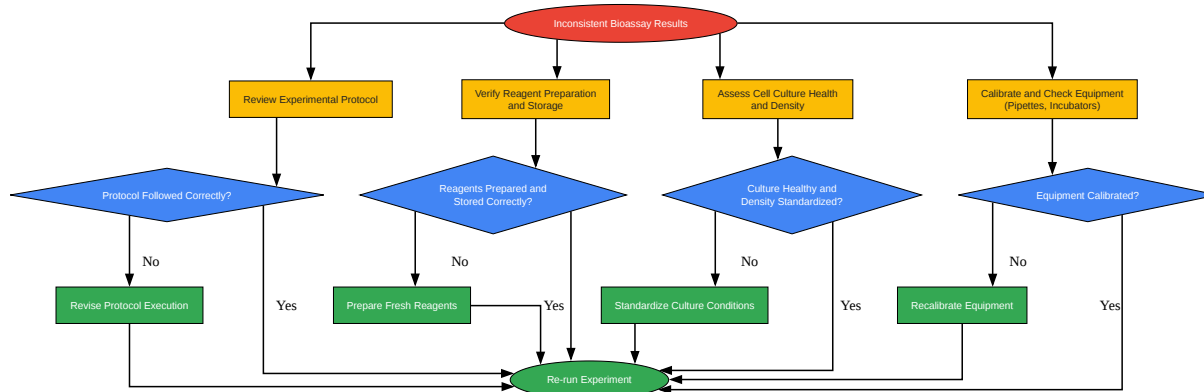 Inconsistent Bioassay Results
Review Experimental Protocol
Verify Reagent Preparation
and Storage
Assess Cell Culture Health
and Density
Calibrate and Check Equipment
(Pipettes, Incubators)
Protocol Followed Correctly?
Reagents Prepared and
Stored Correctly?
Culture Healthy and
Density Standardized?
Equipment Calibrated?
No
No
No
No
Revise Protocol Execution
Yes
Prepare Fresh Reagents
Yes
Standardize Culture Conditions
Yes
Recalibrate Equipment
Yes
Re-run Experiment